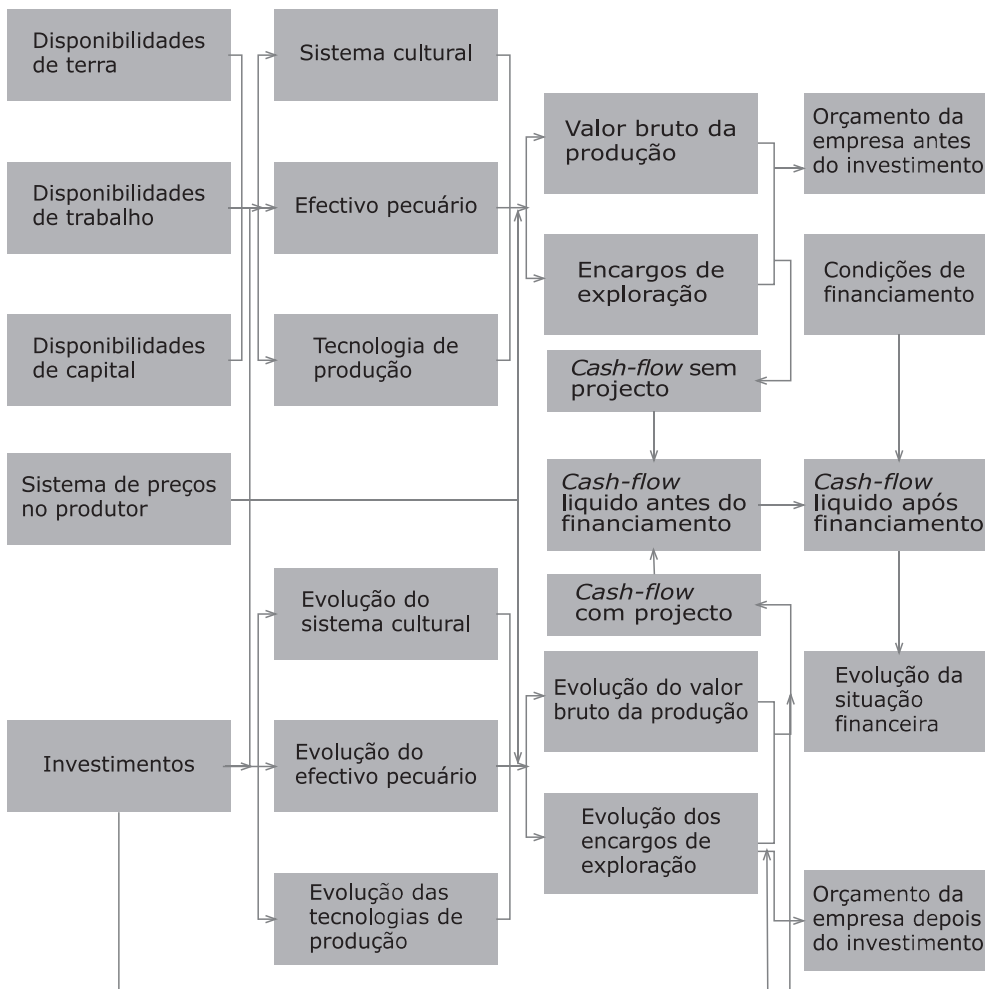 Disponibilidades
de terra
Disponibilidades
de trabalho
Disponibilidades
de capital
Sistema de preços
no produtor
Investimentos
Sistema cultural
Efectivo pecuário
Tecnologia de
produção
Evolução do
sistema cultural
Evolução do
efectivo pecuário
Evolução das
tecnologias de
produção
Valor bruto da
produção
Encargos de
exploração
Cash-flow sem
projecto
Cash-flow
liquido antes do
financiamento
Cash-flow
com projecto
Evolução do valor
bruto da produção
Evolução dos
encargos de
exploração
Orçamento da
empresa antes
do investimento
Condições de
financiamento
Cash-flow
liquido após
financiamento
Evolução da
situação
financeira
Orçamento da
empresa depois
do investimento